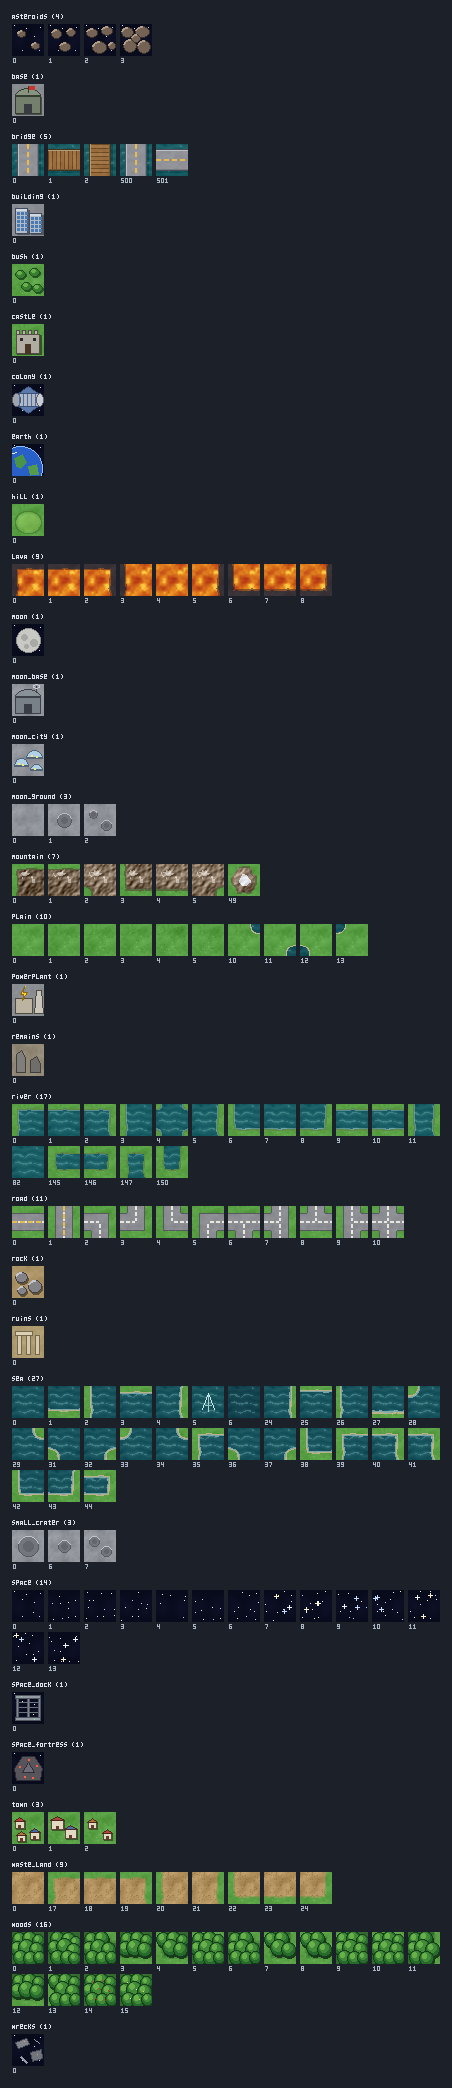 asteroids (4)
0 1 2 3
base (1)
0
bridge (5)
0 1 2 500 501
building (1)
0
bush (1)
0
castle (1)
0
colony (1)
0
earth (1)
0
hill (1)
0
lava (9)
0 1 2 3 4 5 6 7 8
moon (1)
0
moon_base (1)
0
moon_city (1)
0
moon_ground (3)
0 1 2
mountain (7)
0 1 2 3 4 5 49
plain (10)
0 1 2 3 4 5 10 11 12 13
powerplant (1)
0
remains (1)
0
river (17)
0 1 2 3 4 5 6 7 8 9 10 11
82 145 146 147 150
road (11)
0 1 2 3 4 5 6 7 8 9 10
rock (1)
0
ruins (1)
0
sea (27)
0 1 2 3 4 5 6 24 25 26 27 28
29 31 32 33 34 35 36 37 38 39 40 41
42 43 44
small_crater (3)
0 6 7
space (14)
0 1 2 3 4 5 6 7 8 9 10 11
12 13
space_dock (1)
0
space_fortress (1)
0
town (3)
0 1 2
waste_land (9)
0 17 18 19 20 21 22 23 24
woods (16)
0 1 2 3 4 5 6 7 8 9 10 11
12 13 14 15
wrecks (1)
0